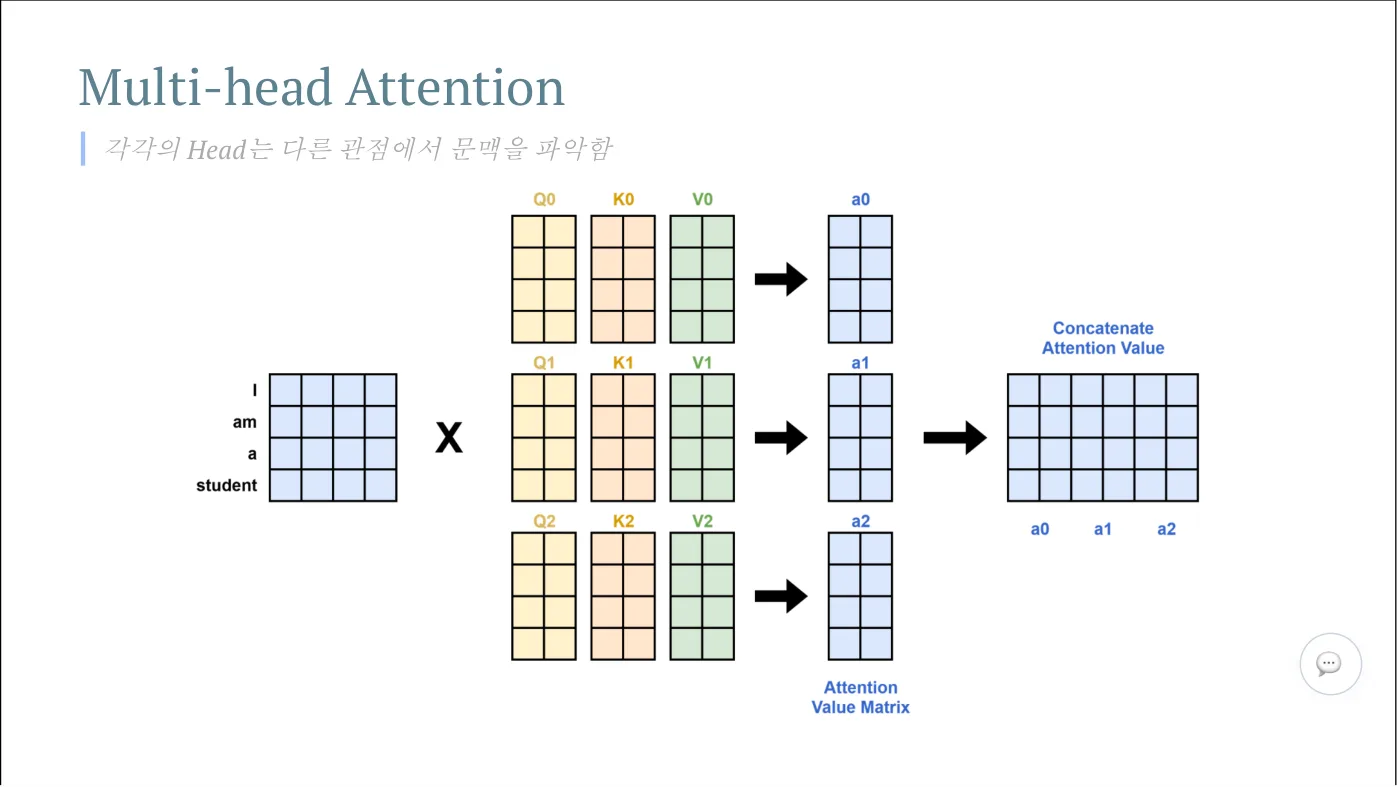 Multi-head Attention
각각의 Head는 다른 관점에서 문맥을 파악함
Q0 K0 V0 a0
Concatenate
Attention Value
Q1 K1 V1 a1
I
am
X
a
student
Q2 K2 V2 a2
a0 a1 a2
Attention
Value Matrix